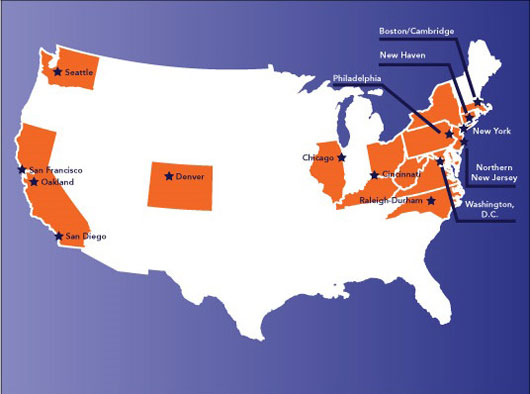 Boston/Cambridge
New Haven
Philadelphia
Seattle
New York
Chicago
San Francisco
Oakland
Denver
Cincinnati
Northern
New Jersey
Raleigh-Durham
Washington,
D.C.
San Diego